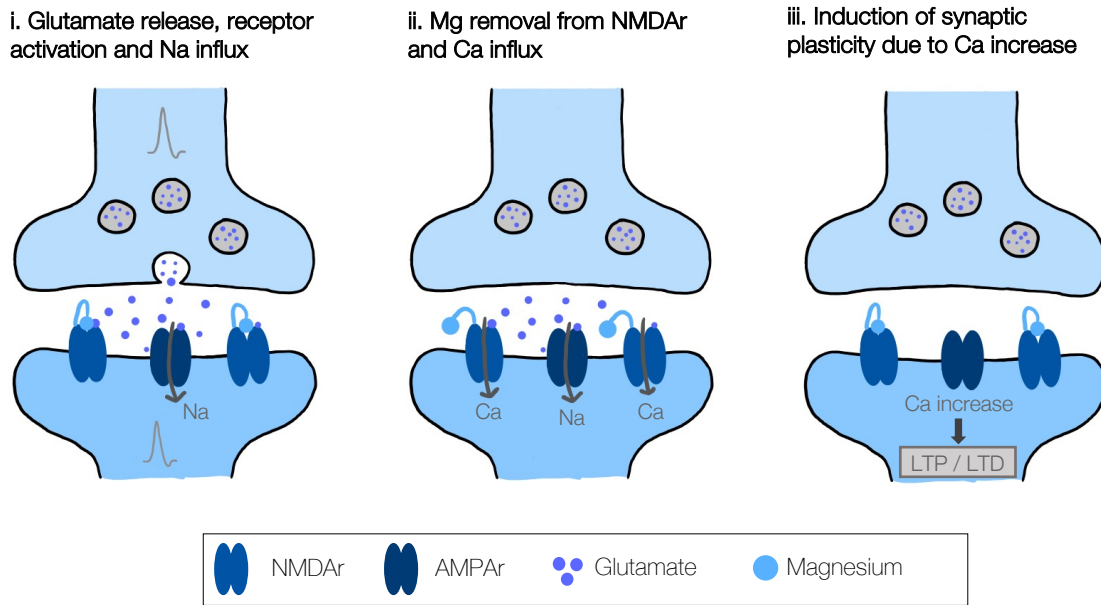 i. Glutamate release, receptor
activation and Na influx
ii. Mg removal from NMDAr
and Ca influx
iii. Induction of synaptic
plasticity due to Ca increase
Na
Ca
Na
Ca
Ca increase
LTP / LTD
NMDAr
AMPAr
Glutamate
Magnesium